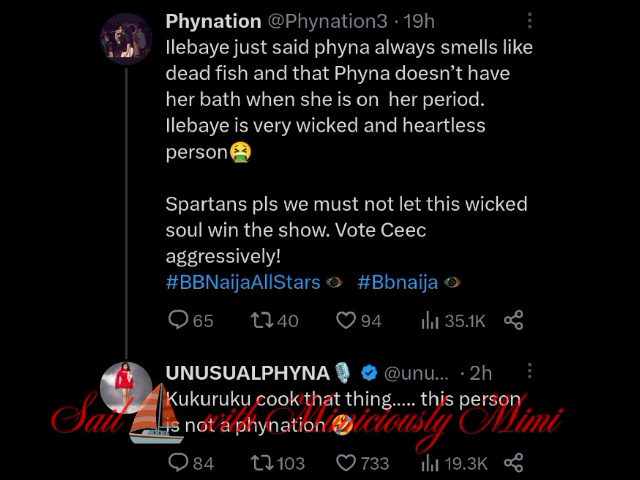 Phynation @Phynation3 · 19h
Ilebaye just said phyna always smells like
dead fish and that Phyna doesn't have
her bath when she is on her period.
Ilebaye is very wicked and heartless
person🤮
Spartans pls we must not let this wicked
soul win the show. Vote Ceec
aggressively!
#BBNaijaAllStars #Bbnaija
65 40 94 35.1K
UNUSUALPHYNA🎙️ @unu... · 2h
Kukuruku cook that thing..... this person
is not a phynation
84 103 733 19.3K
Sail with Miniciously Mimi